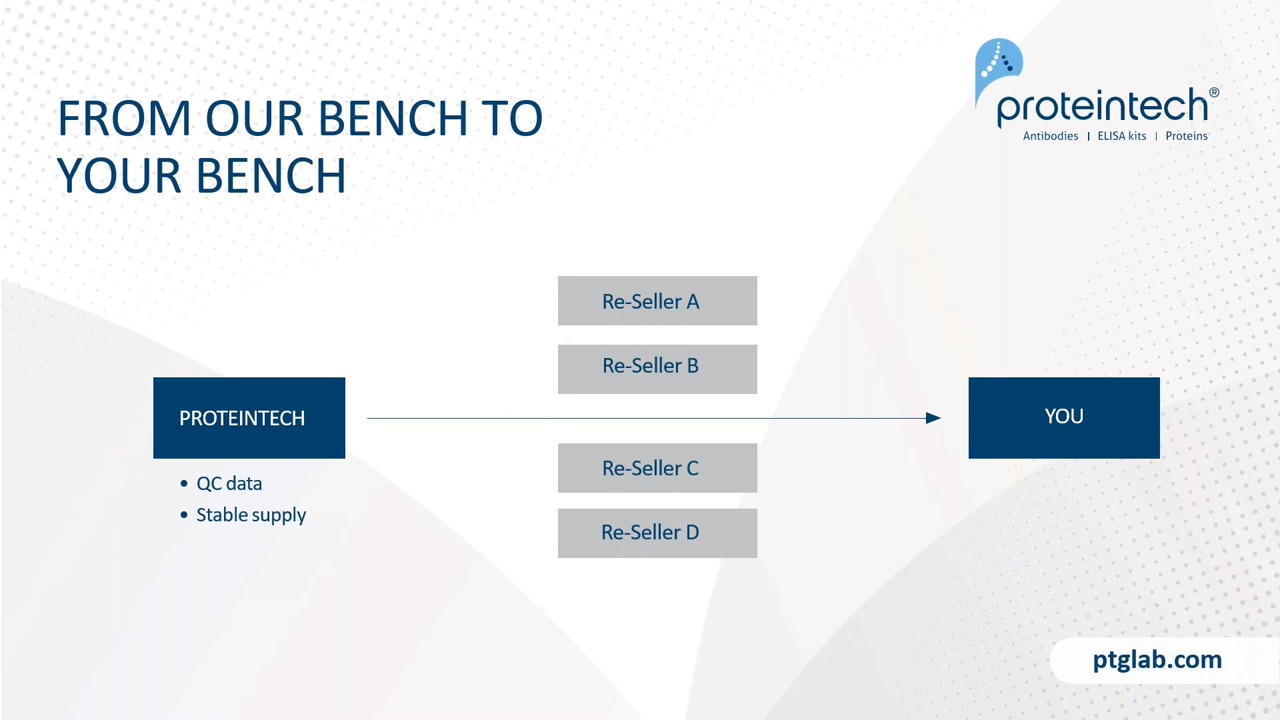 FROM OUR BENCH TO
YOUR BENCH
proteintech®
Antibodies | ELISA kits | Proteins
Re-Seller A
Re-Seller B
PROTEINTECH
YOU
Re-Seller C
Re-Seller D
• QC data
• Stable supply
ptglab.com